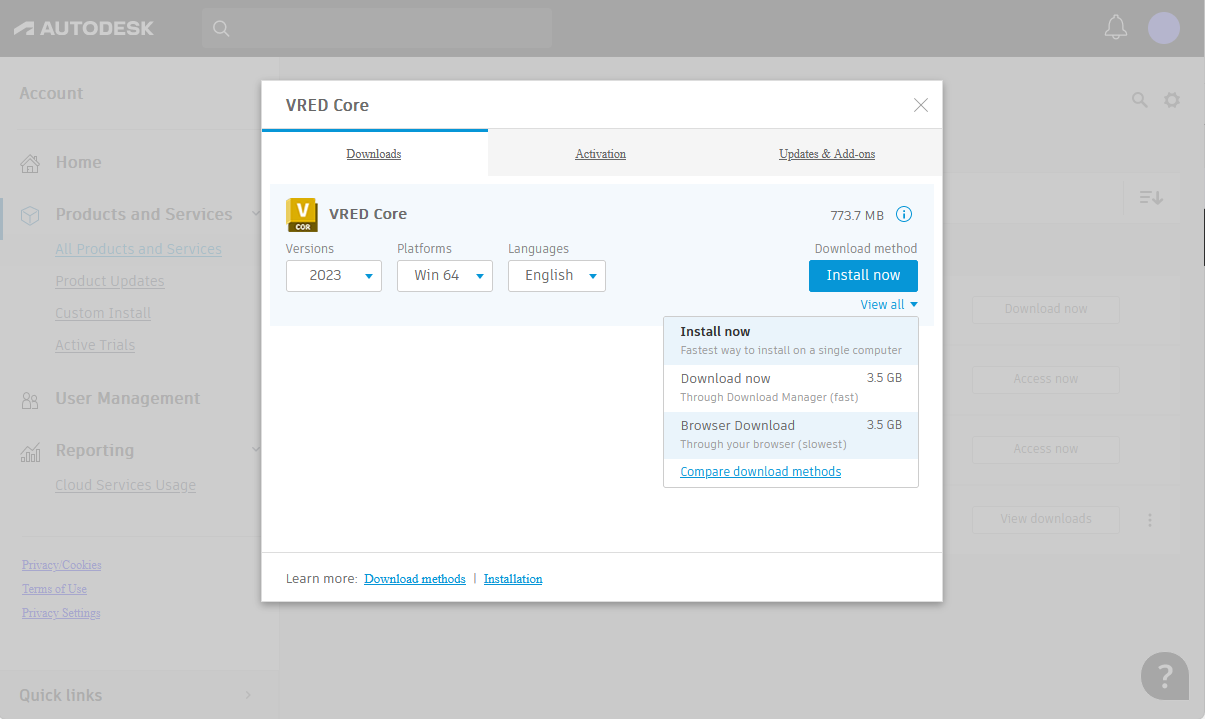 AUTODESK
Account
Home
Products and Services
All Products and Services
Product Updates
Custom Install
Active Trials
User Management
Reporting
Cloud Services Usage
Privacy/Cookies
Terms of Use
Privacy Settings
Quick links
VRED Core
Downloads
Activation
Updates & Add-ons
V
COR
VRED Core
773.7 MB
Versions
Platforms
Languages
Download method
2023
Win 64
English
Install now
View all
Install now
Fastest way to install on a single computer
Download now 3.5 GB
Through Download Manager (fast)
Browser Download 3.5 GB
Through your browser (slowest)
Compare download methods
Learn more: Download methods | Installation
Download now
Access now
Access now
View downloads
?